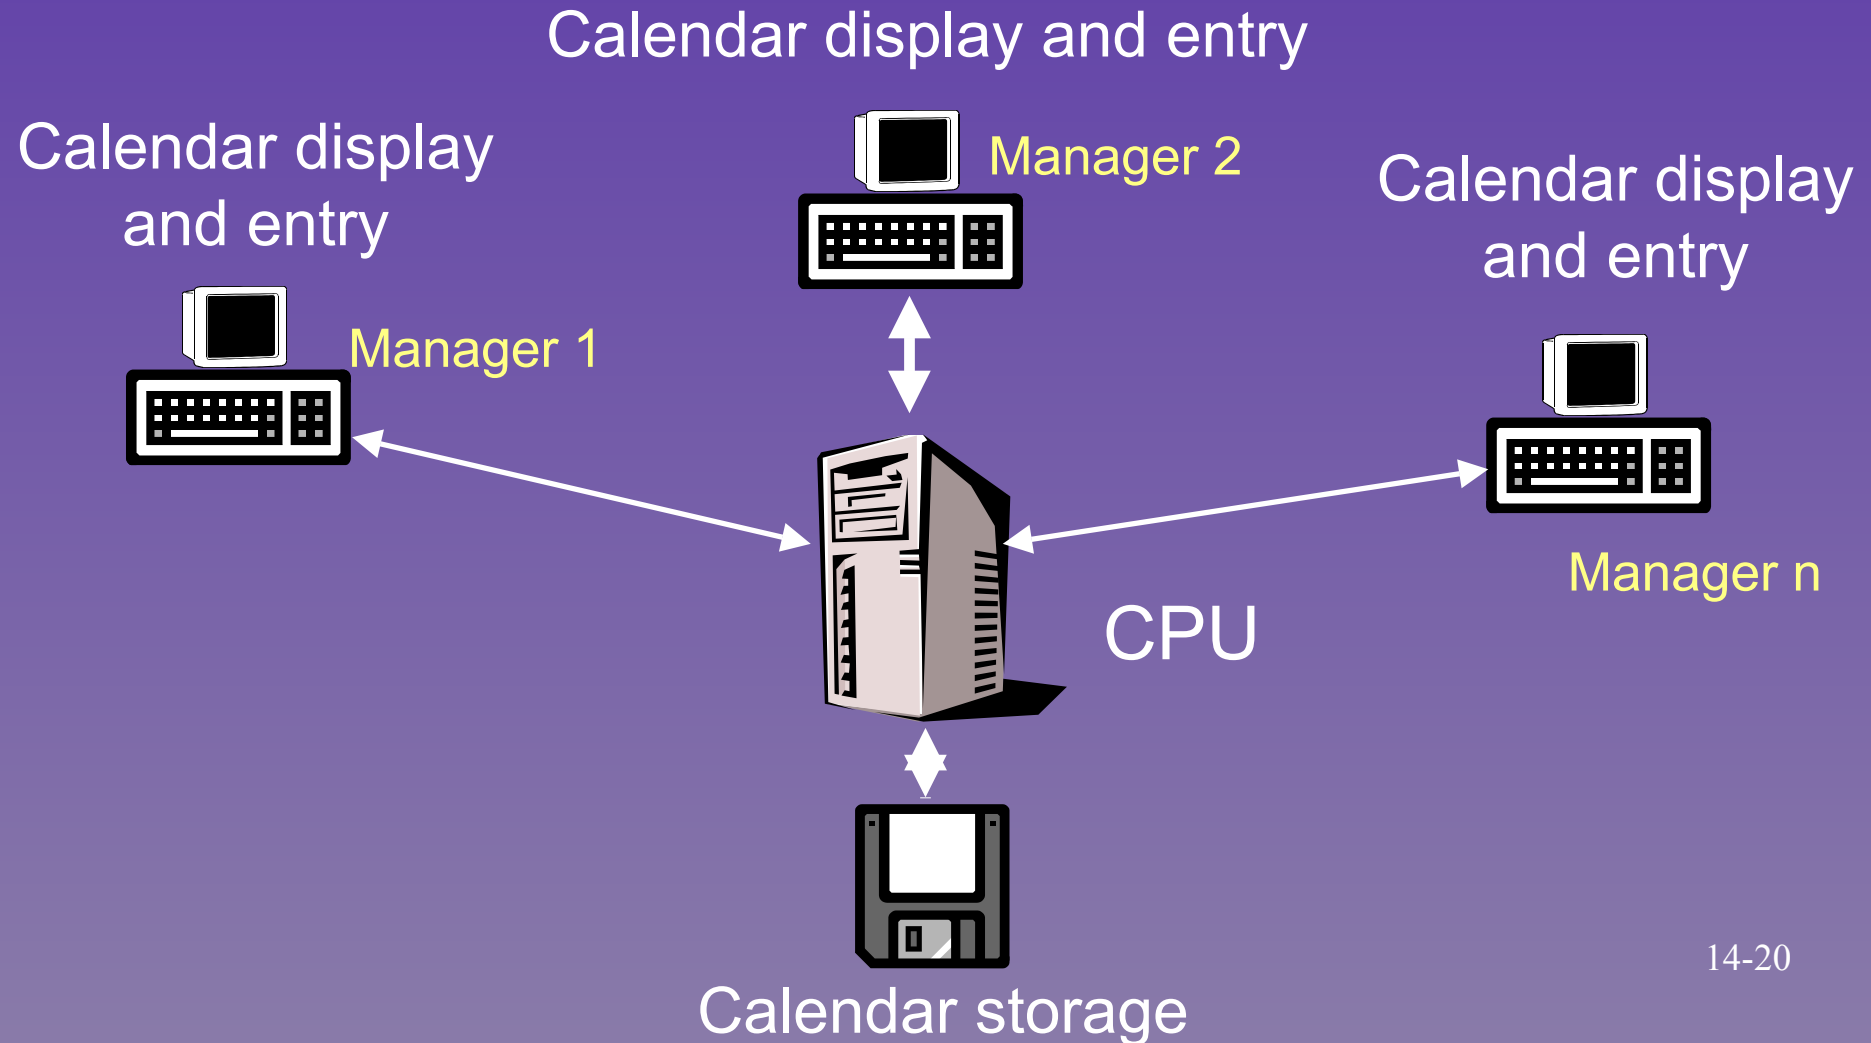 Calendar display and entry
Calendar display
and entry
Manager 2
Calendar display
and entry
Manager 1
Manager n
CPU
14-20
Calendar storage